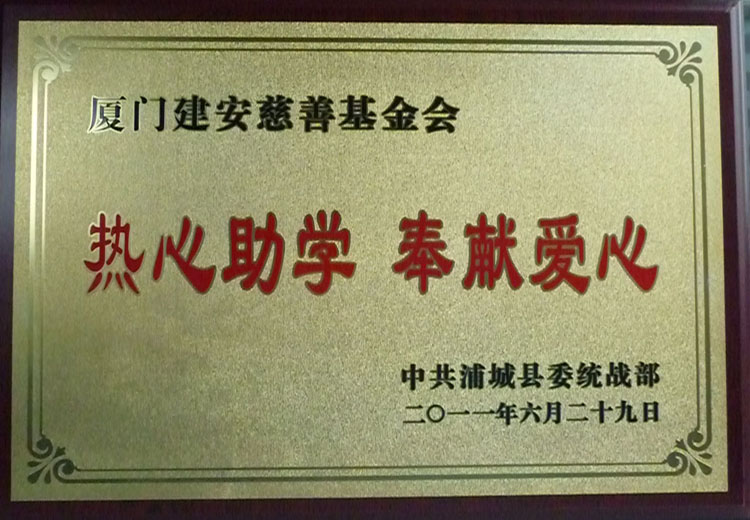 厦门建安慈善基金会
热心助学 奉献爱心
中共浦城县委统战部
二〇一一年六月二十九日